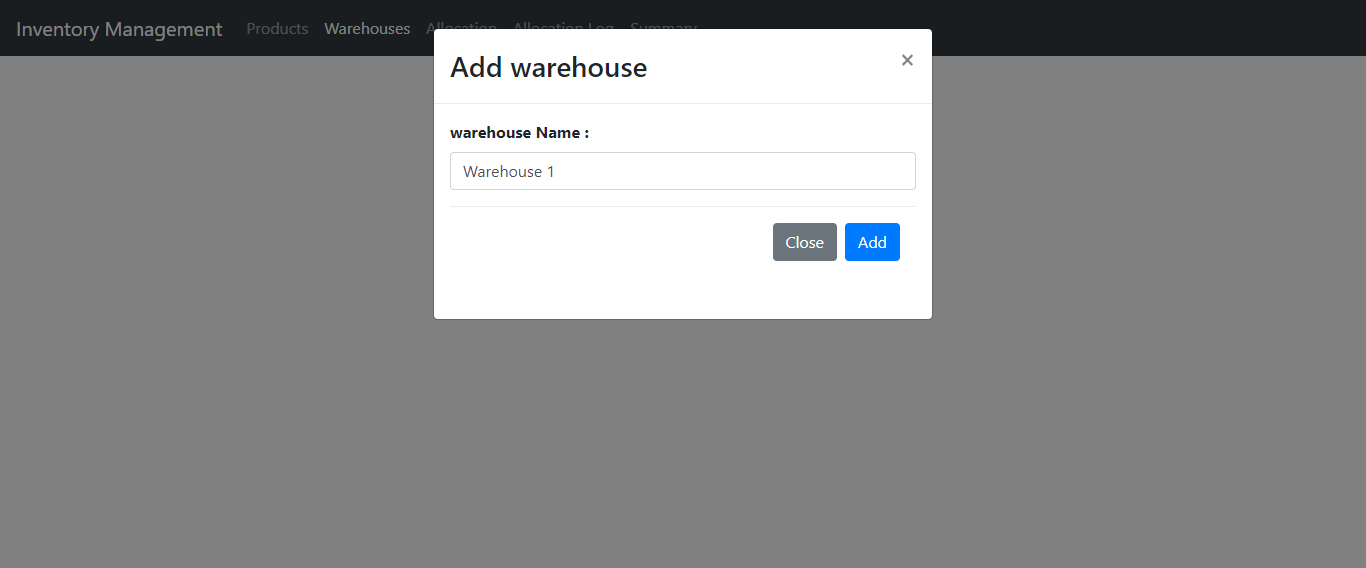 Inventory Management Products Warehouses Allocation Allocation Log Summary
Add warehouse ×
warehouse Name :
Warehouse 1
Close Add